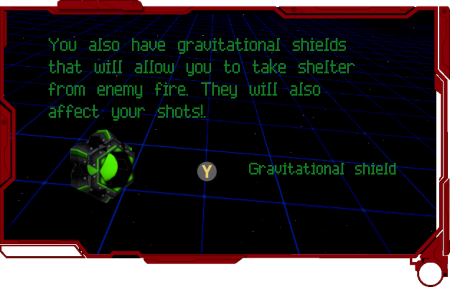 You also have gravitational shields
that will allow you to take shelter
from enemy fire. They will also
affect your shots!.
Y
Gravitational shield